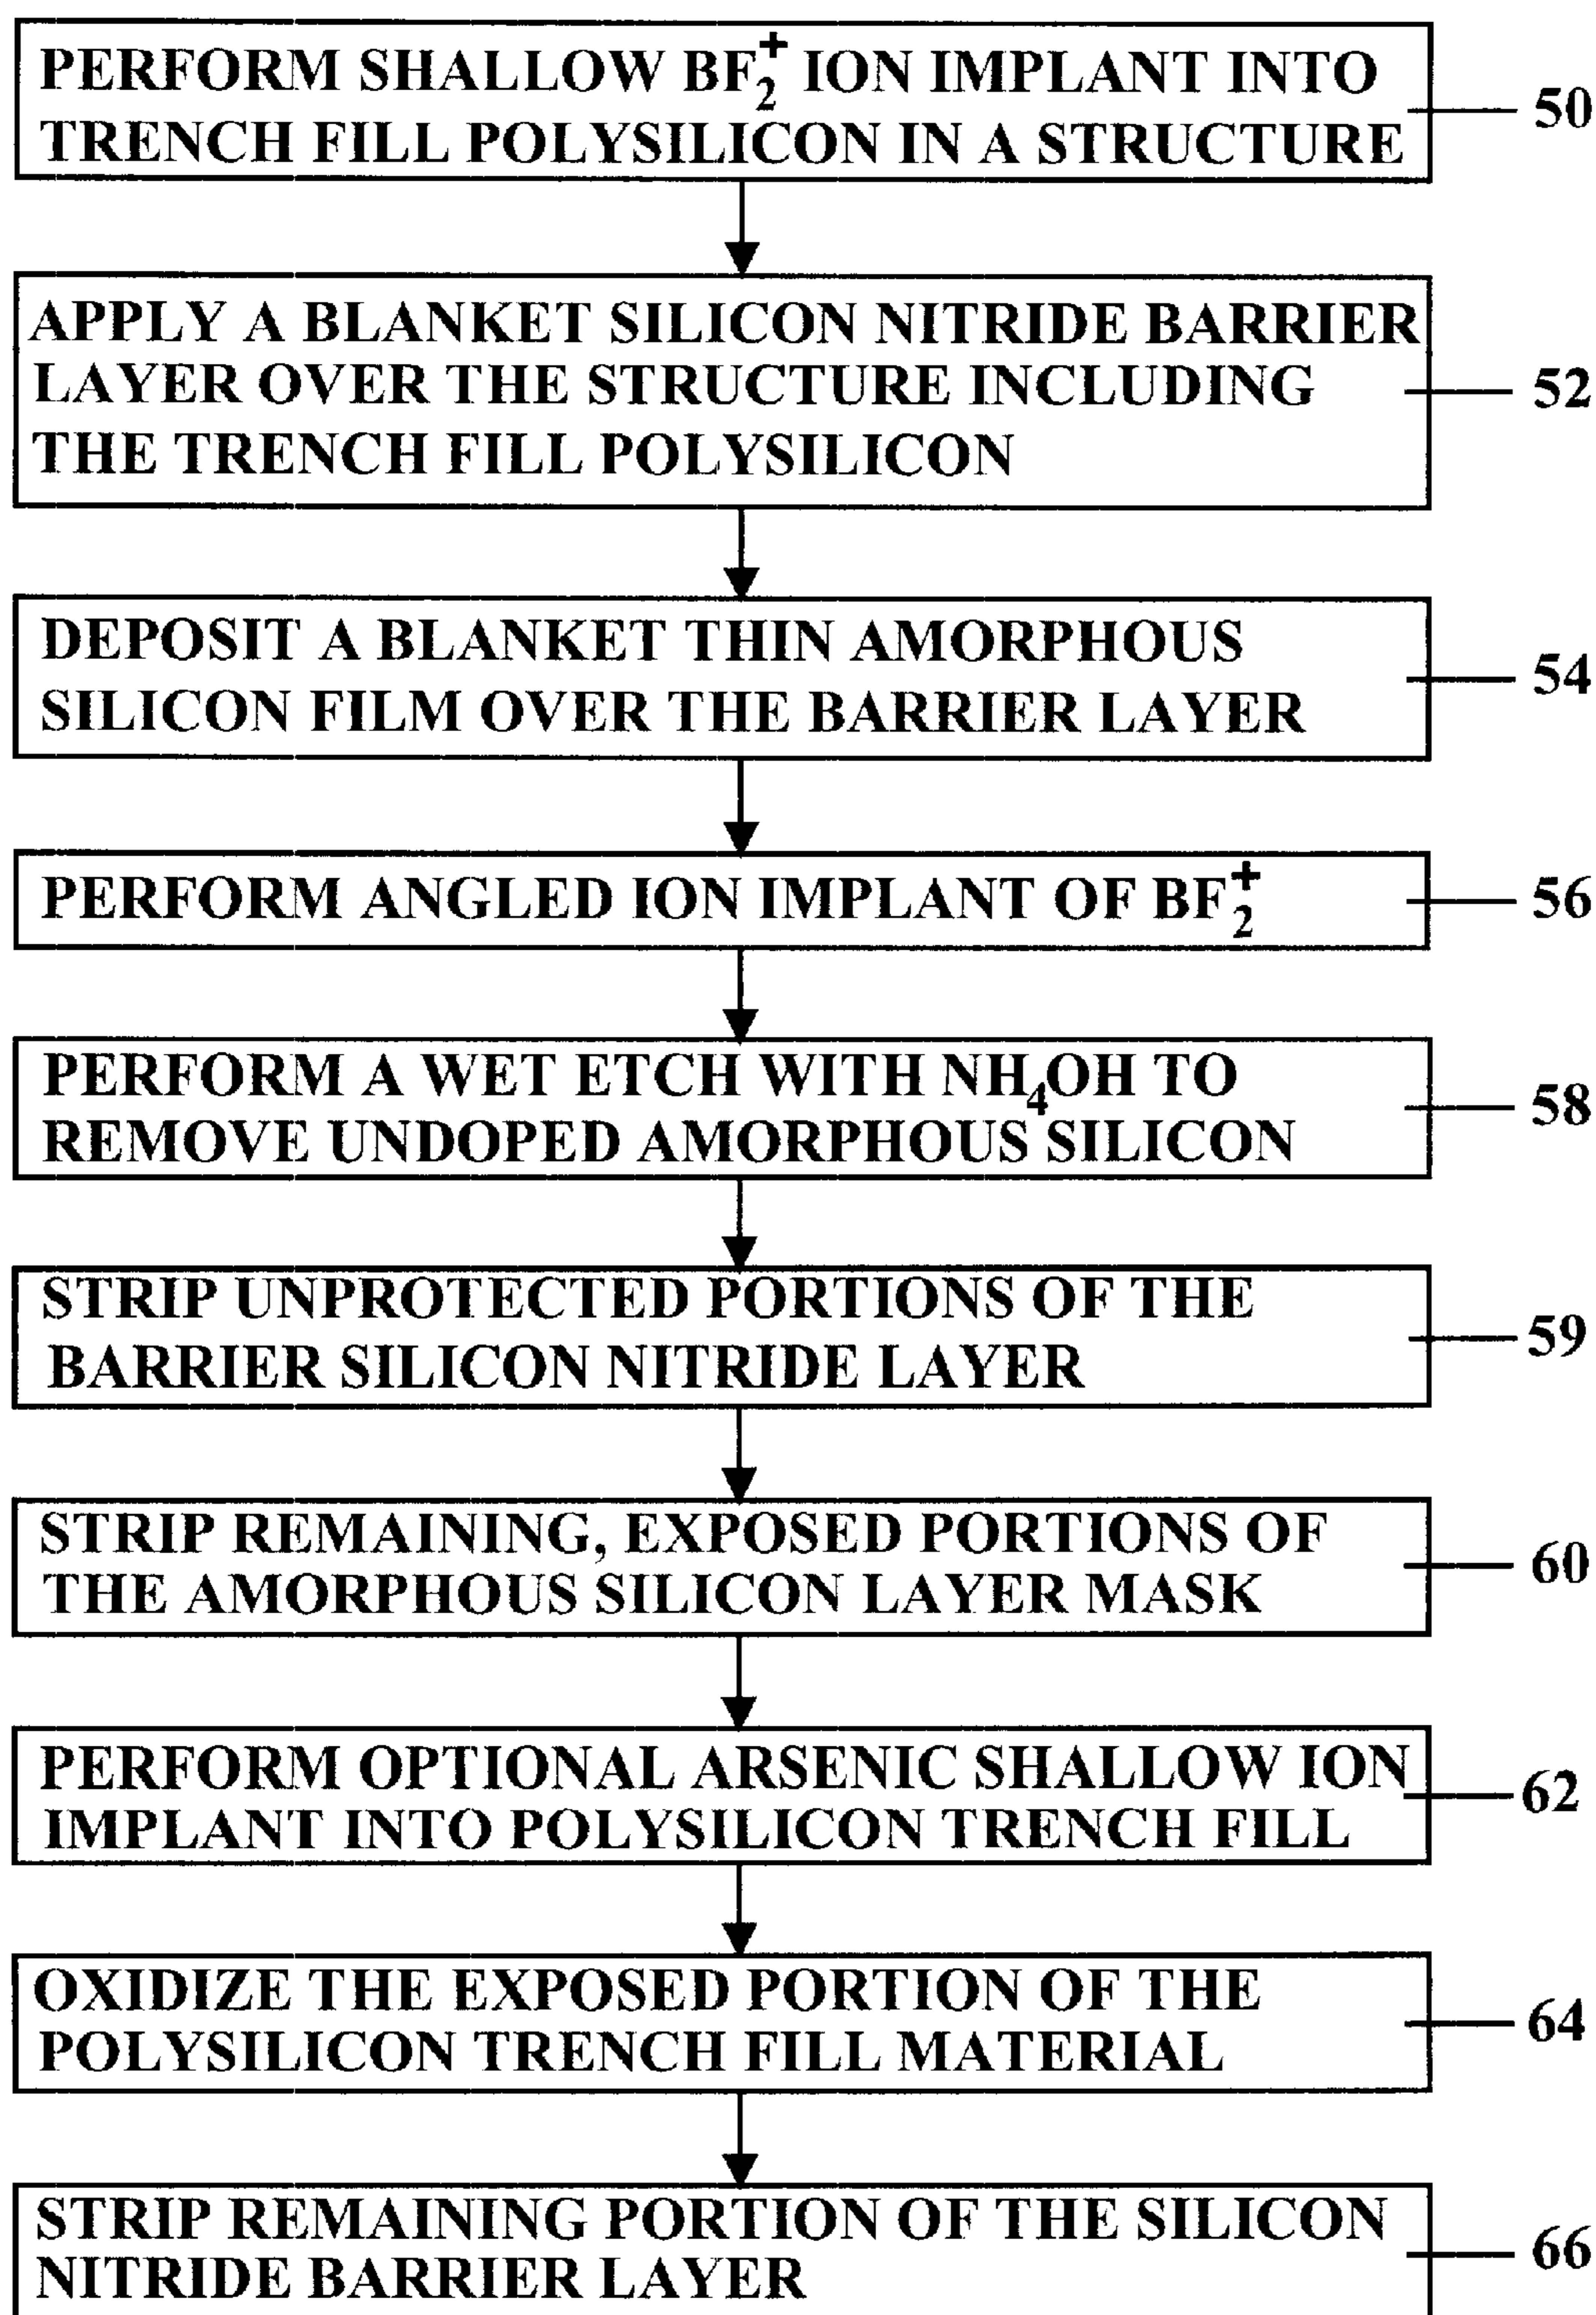 PERFORM SHALLOW BF₂⁺ ION IMPLANT INTO
TRENCH FILL POLYSILICON IN A STRUCTURE
50
APPLY A BLANKET SILICON NITRIDE BARRIER
LAYER OVER THE STRUCTURE INCLUDING
THE TRENCH FILL POLYSILICON
52
DEPOSIT A BLANKET THIN AMORPHOUS
SILICON FILM OVER THE BARRIER LAYER
54
PERFORM ANGLED ION IMPLANT OF BF₂⁺
56
PERFORM A WET ETCH WITH NH₄OH TO
REMOVE UNDOPED AMORPHOUS SILICON
58
STRIP UNPROTECTED PORTIONS OF THE
BARRIER SILICON NITRIDE LAYER
59
STRIP REMAINING, EXPOSED PORTIONS OF
THE AMORPHOUS SILICON LAYER MASK
60
PERFORM OPTIONAL ARSENIC SHALLOW ION
IMPLANT INTO POLYSILICON TRENCH FILL
62
OXIDIZE THE EXPOSED PORTION OF THE
POLYSILICON TRENCH FILL MATERIAL
64
STRIP REMAINING PORTION OF THE SILICON
NITRIDE BARRIER LAYER
66